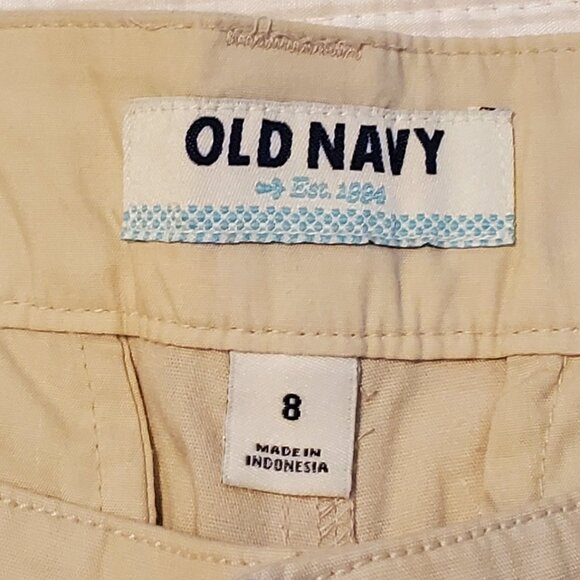 OLD NAVY
Est. 1994
8
MADE IN
INDONESIA